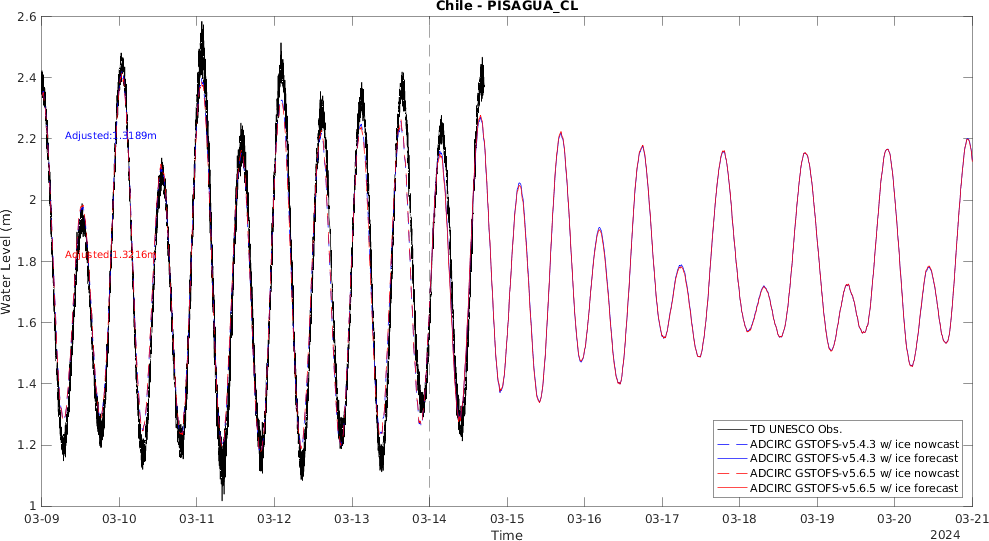 Chile - PISAGUA_CL
2.6
2.4
2.2
2
1.8
1.6
1.4
1.2
1
Water Level (m)
Adjusted:1.3189m
Adjusted:1.3216m
TD UNESCO Obs.
ADCIRC GSTOFS-v5.4.3 w/ ice nowcast
ADCIRC GSTOFS-v5.4.3 w/ ice forecast
ADCIRC GSTOFS-v5.6.5 w/ ice nowcast
ADCIRC GSTOFS-v5.6.5 w/ ice forecast
03-09 03-10 03-11 03-12 03-13 03-14 03-15 03-16 03-17 03-18 03-19 03-20 03-21
Time
2024